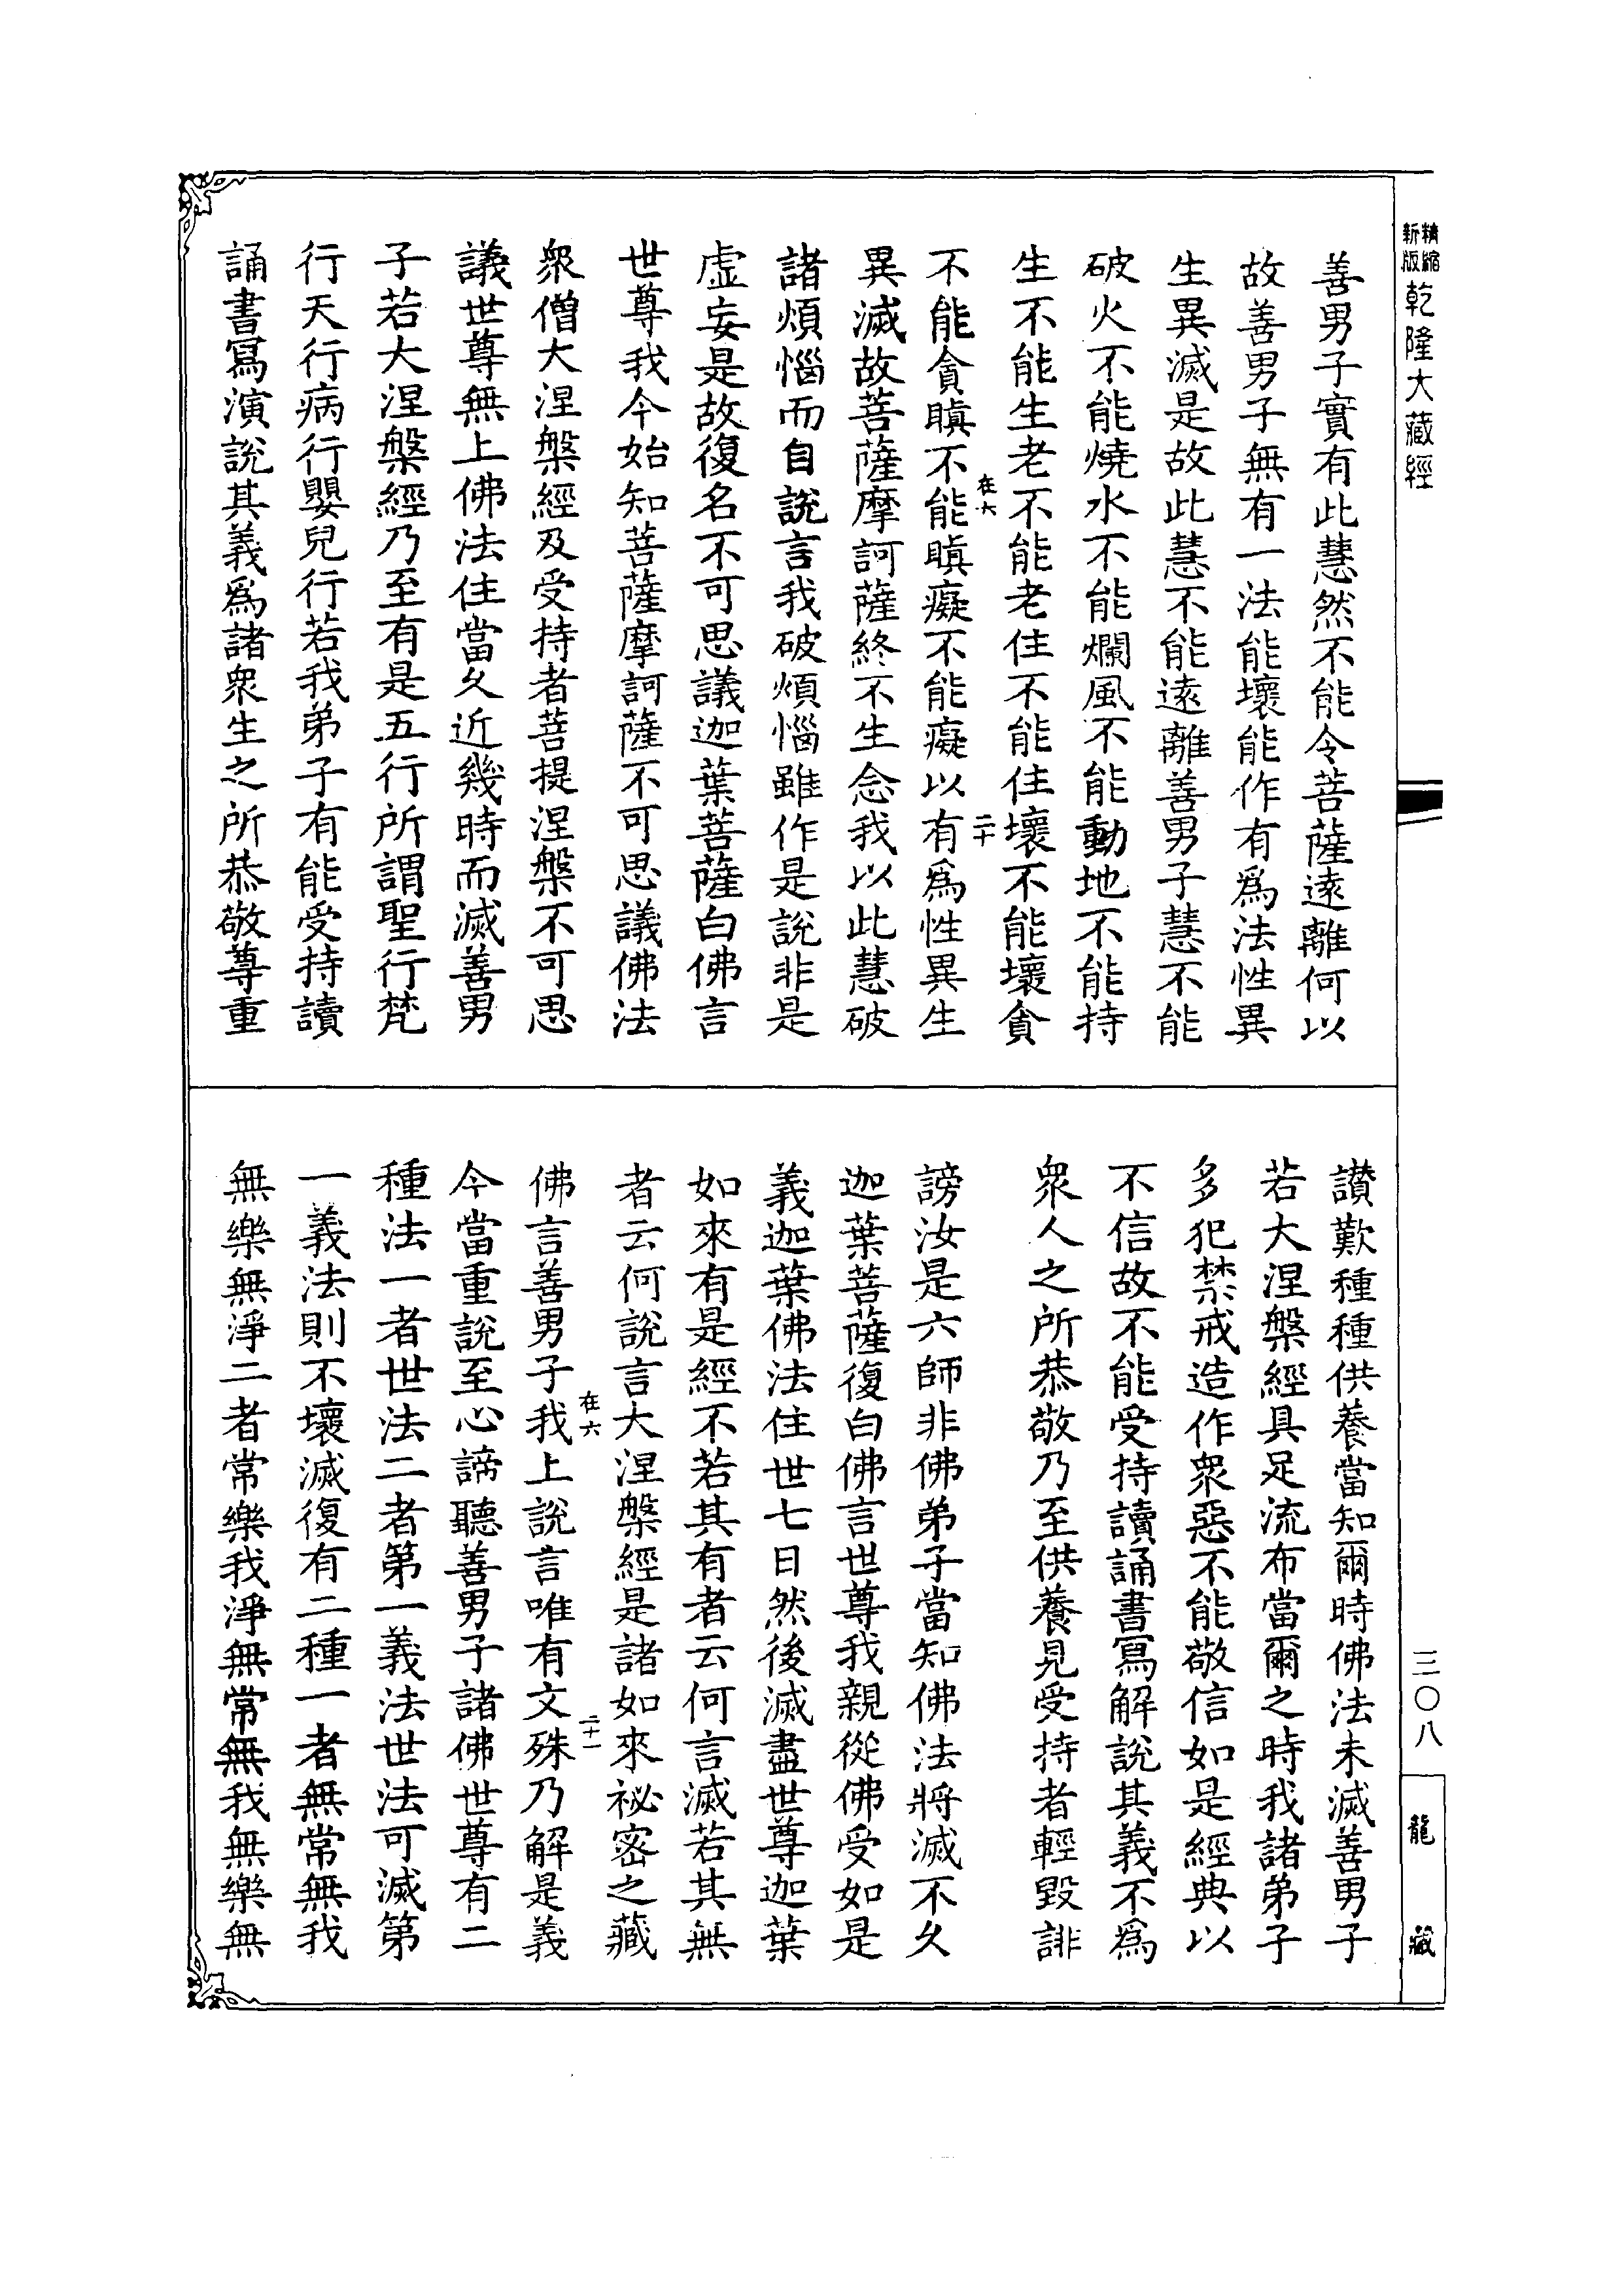 精縮
新版
乾隆大藏經
善男子實有此慧然不能令菩薩遠離何以
故善男子無有一法能壞能作有為法性異
生異滅是故此慧不能遠離善男子慧不能
破火不能燒水不能爛風不能動地不能持
生不能生老不能老住不能住壞不能壞貪
在六
二十
不能貪瞋不能瞋癡不能癡以有為性異生
異滅故菩薩摩訶薩終不生念我以此慧破
諸煩惱而自說言我破煩惱雖作是說非是
虛妄是故復名不可思議迦葉菩薩白佛言
世尊我今始知菩薩摩訶薩不可思議佛法
眾僧大涅槃經及受持者菩提涅槃不可思
議世尊無上佛法住當久近幾時而滅善男
子若大涅槃經乃至有是五行所謂聖行梵
行天行病行嬰兒行若我弟子有能受持讀
誦書寫演說其義為諸眾生之所恭敬尊重
讚歎種種供養當知爾時佛法未滅善男子
若大涅槃經具足流布當爾之時我諸弟子
多犯禁戒造作眾惡不能敬信如是經典以
不信故不能受持讀誦書寫解說其義不為
眾人之所恭敬乃至供養見受持者輕毀誹
謗汝是六師非佛弟子當知佛法將滅不久
迦葉菩薩復白佛言世尊我親從佛受如是
義迦葉佛法住世七日然後滅盡世尊迦葉
如來有是經不若其有者云何言滅若其無
者云何說言大涅槃經是諸如來祕密之藏
在六
二十一
佛言善男子我上說言唯有文殊乃解是義
今當重說至心諦聽善男子諸佛世尊有二
種法一者世法二者第一義法世法可滅第
一義法則不壞滅復有二種一者無常無我
無樂無淨二者常樂我淨無常無我無樂無
三〇八
龍藏